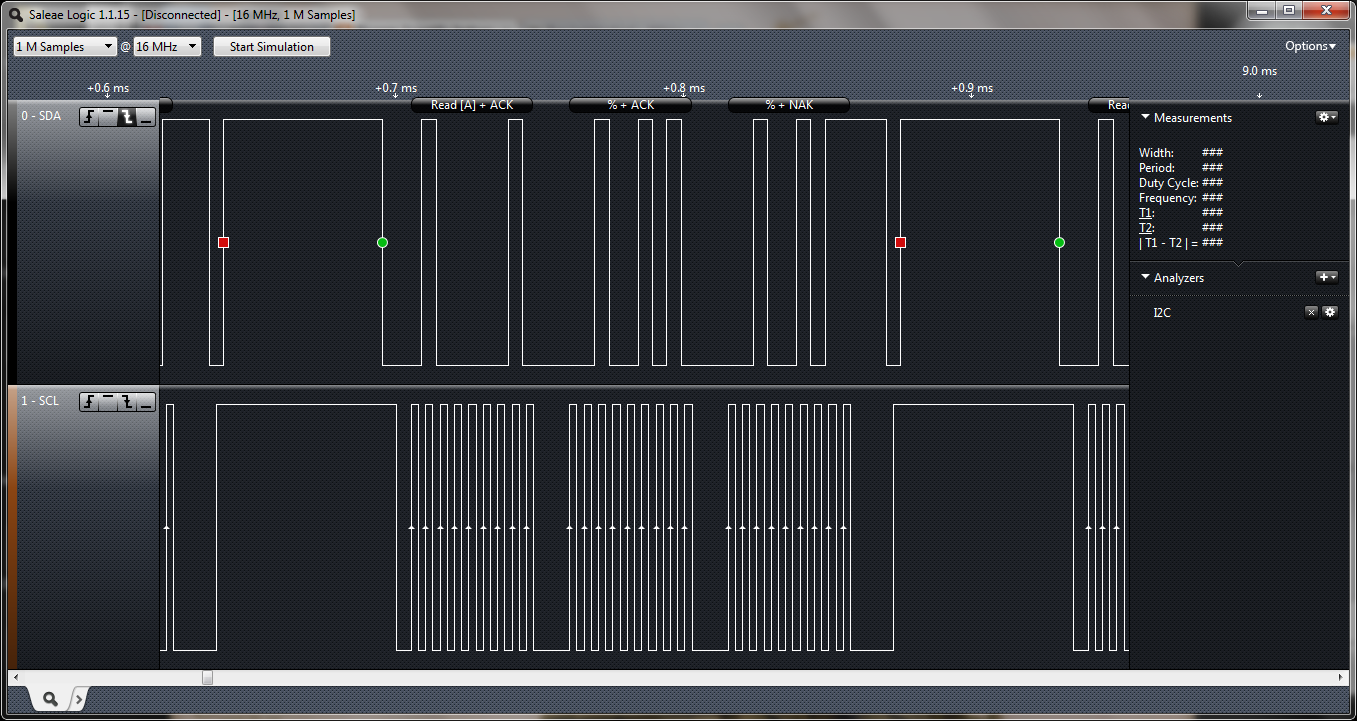 Saleae Logic 1.1.15 - [Disconnected] - [16 MHz, 1 M Samples]
1 M Samples @ 16 MHz Start Simulation Options
9.0 ms
+0.6 ms +0.7 ms +0.8 ms +0.9 ms
Read [A] + ACK % + ACK % + NAK Read
0 - SDA
Measurements
Width: ###
Period: ###
Duty Cycle: ###
Frequency: ###
T1: ###
T2: ###
| T1 - T2 | = ###
Analyzers
I2C
1 - SCL